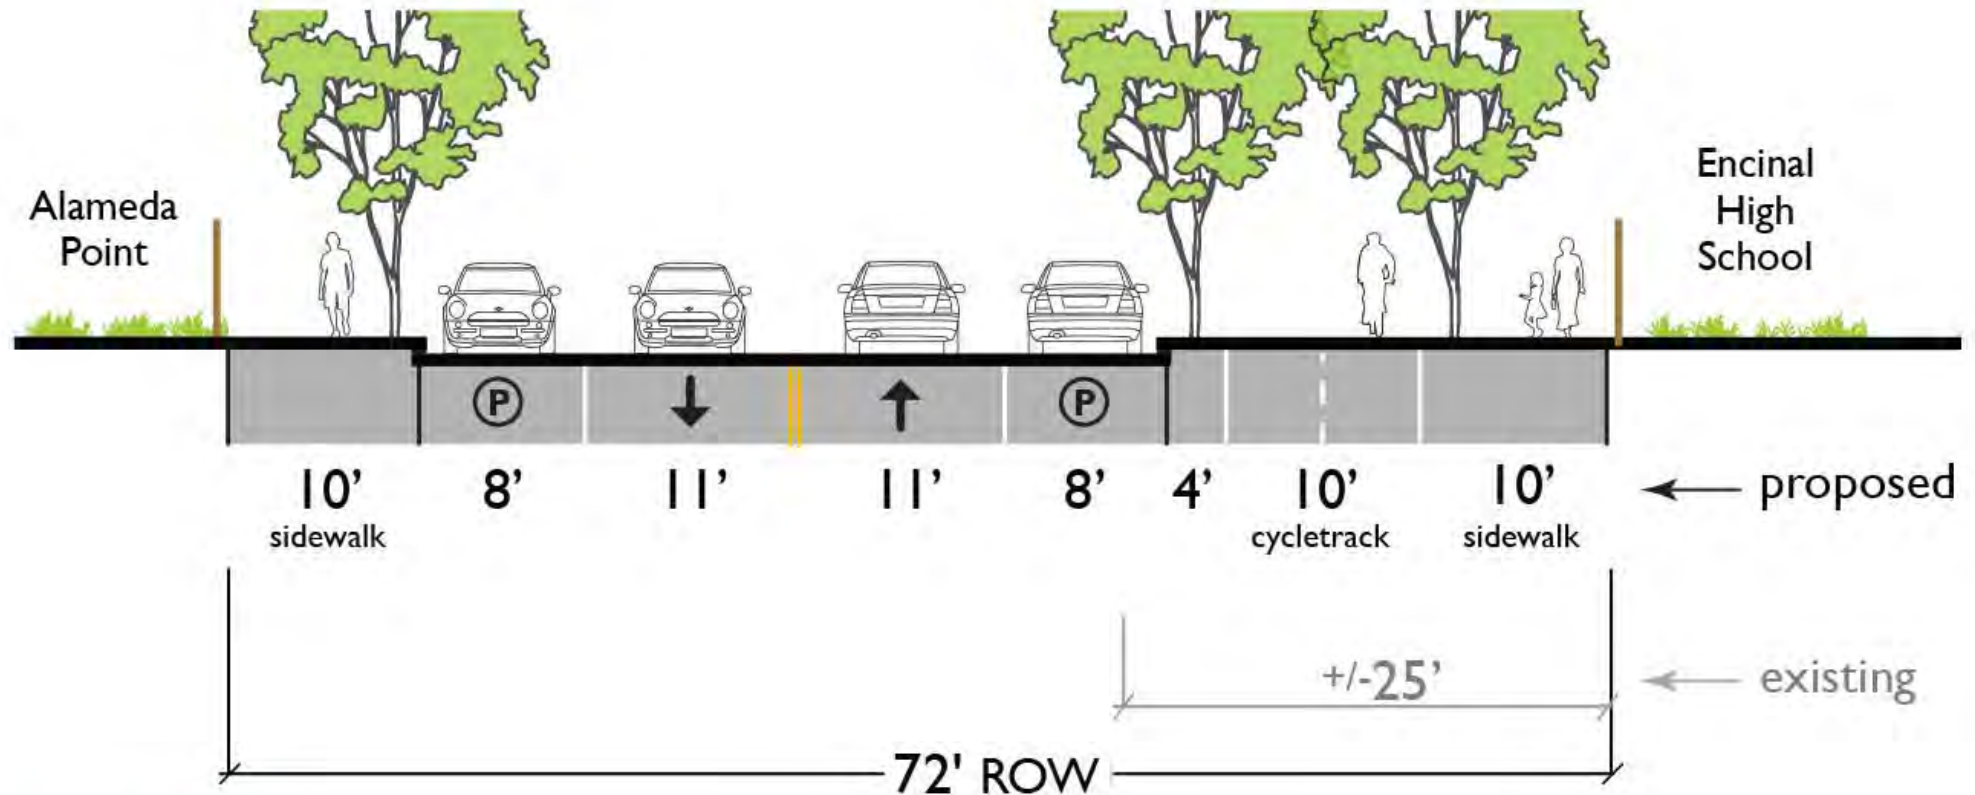 Alameda
Point
Encinal
High
School
P
P
10' 8' 11' 11' 8' 4' 10' 10' proposed
sidewalk cycletrack sidewalk
+/-25' existing
72' ROW